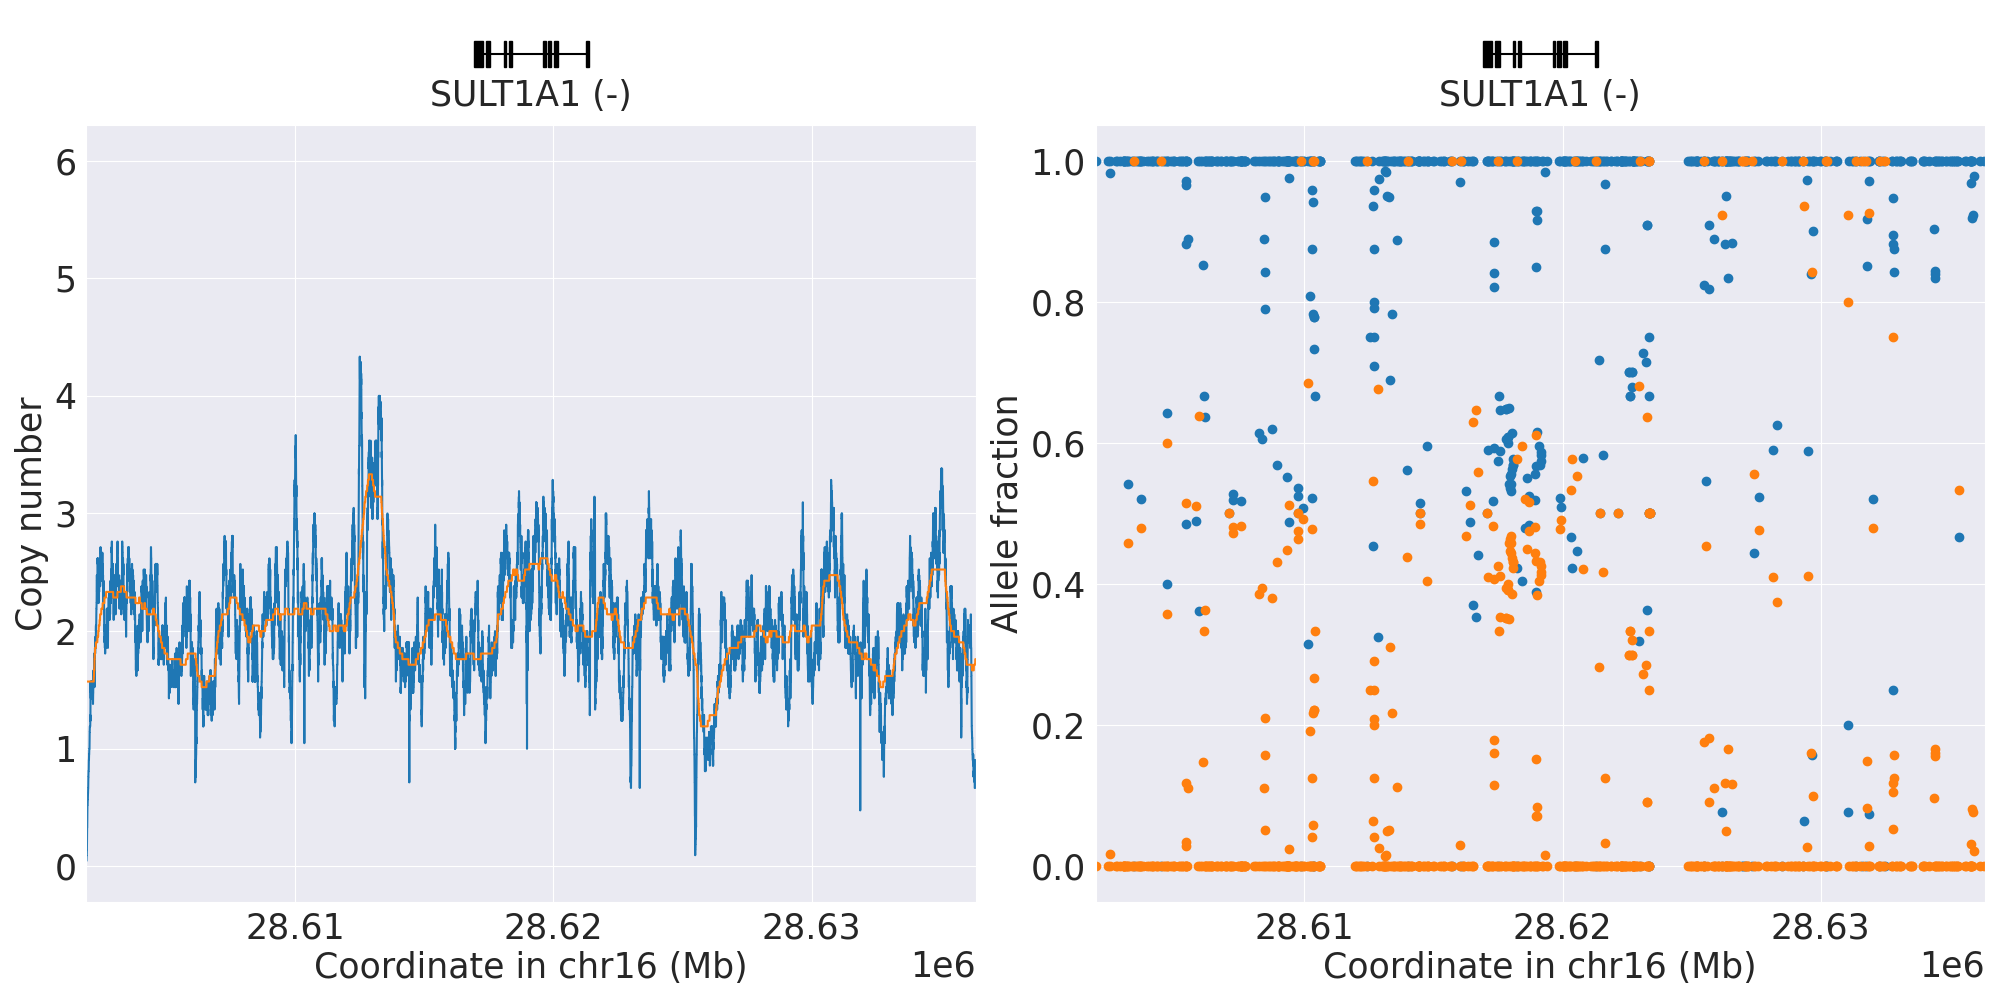 SULT1A1 (-)
6
5
4
3
2
1
0
Copy number
28.61
28.62
28.63
Coordinate in chr16 (Mb)
1e6
SULT1A1 (-)
1.0
0.8
0.6
0.4
0.2
0.0
Allele fraction
28.61
28.62
28.63
Coordinate in chr16 (Mb)
1e6